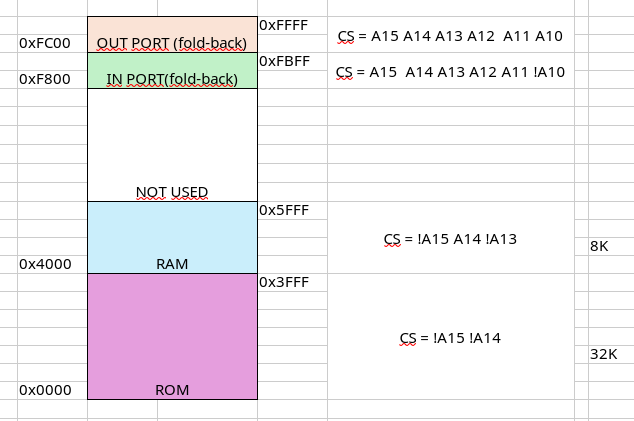 0xFFFF
0xFC00 OUT PORT (fold-back) CS = A15 A14 A13 A12  A11 A10
0xFBFF
0xF800 IN PORT(fold-back) CS = A15  A14 A13 A12 A11 !A10
NOT USED
0x5FFF
CS = !A15 A14 !A13
8K
0x4000 RAM
0x3FFF
CS = !A15 !A14
32K
0x0000 ROM